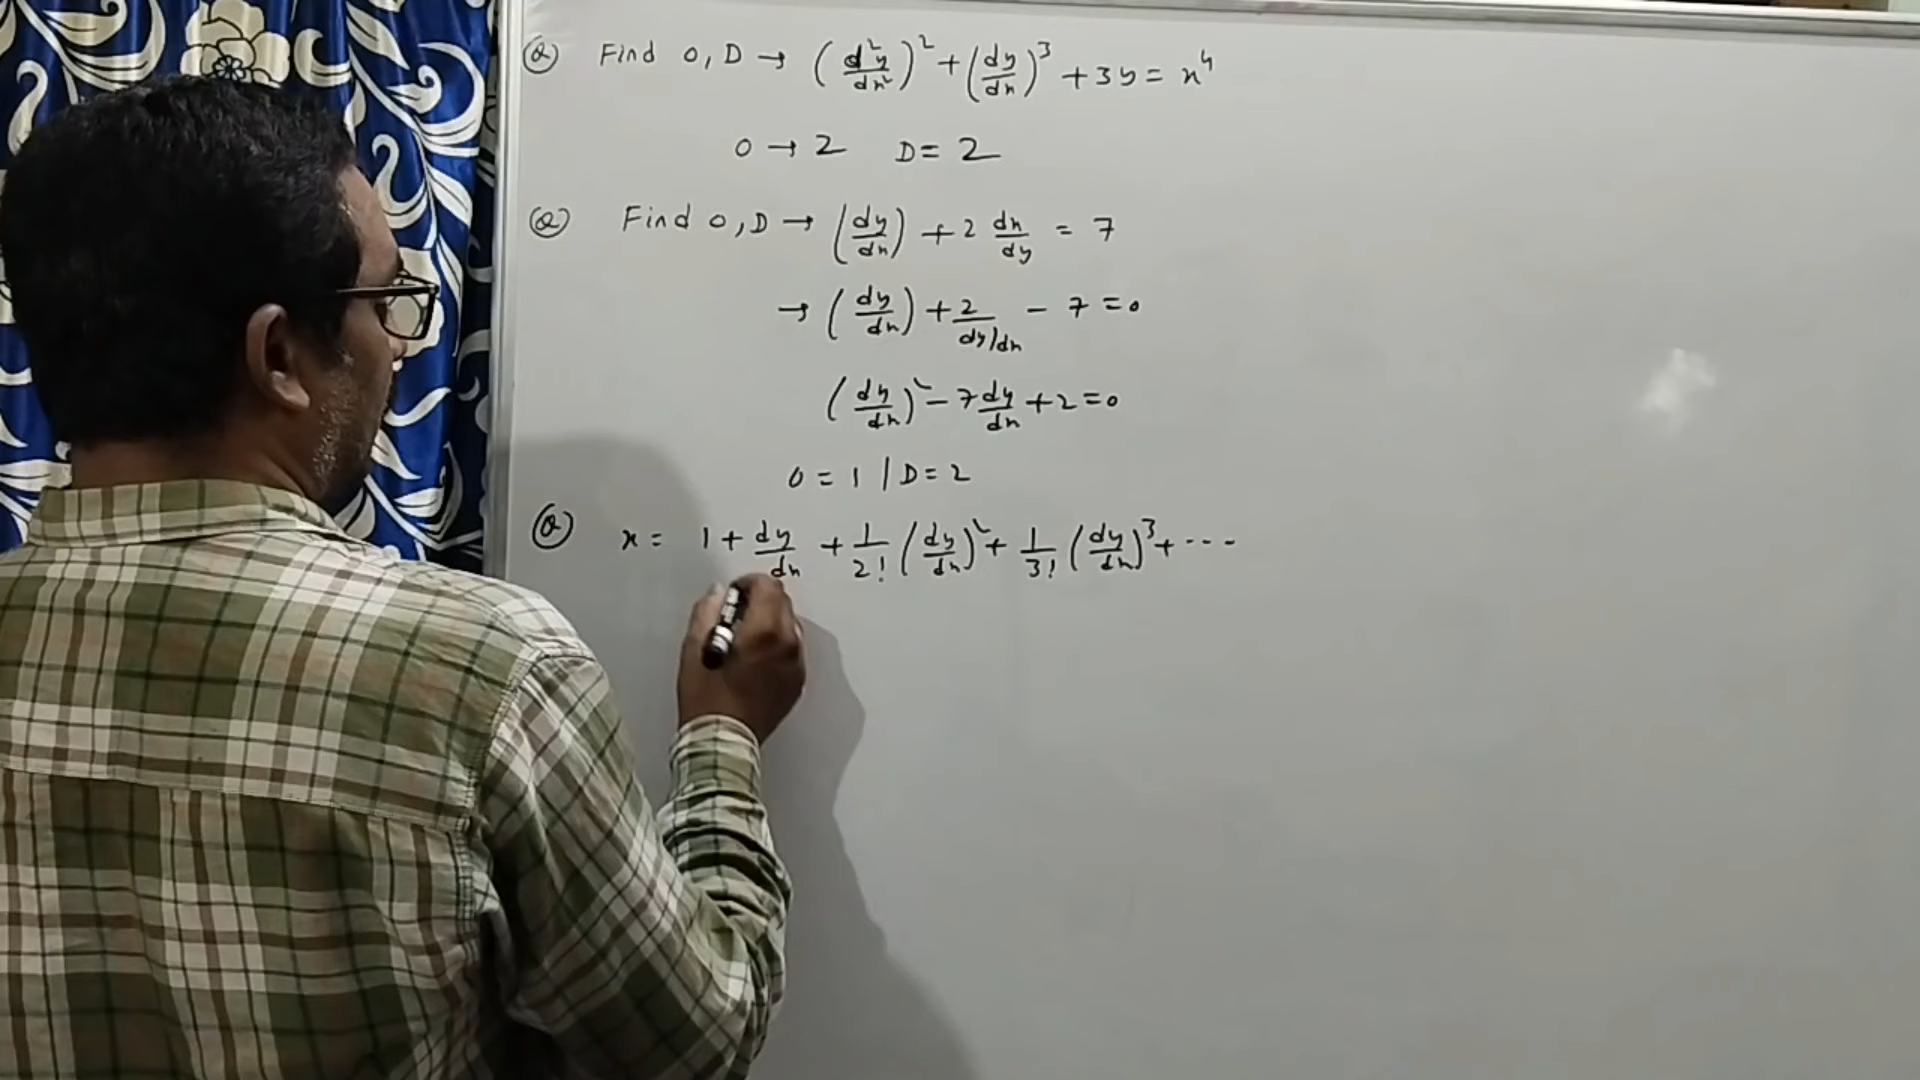 Q Find O, D → (d²y/dx²)² + (dy/dx)³ + 3y = x⁴
O → 2 D = 2
Q Find O, D → (dy/dx) + 2 dx/dy = 7
→ (dy/dx) + 2/dy/dx - 7 = 0
(dy/dx)² - 7 dy/dx + 2 = 0
O = 1 / D = 2
Q x = 1 + dy/dx + 1/2! (dy/dx)² + 1/3! (dy/dx)³ + ---